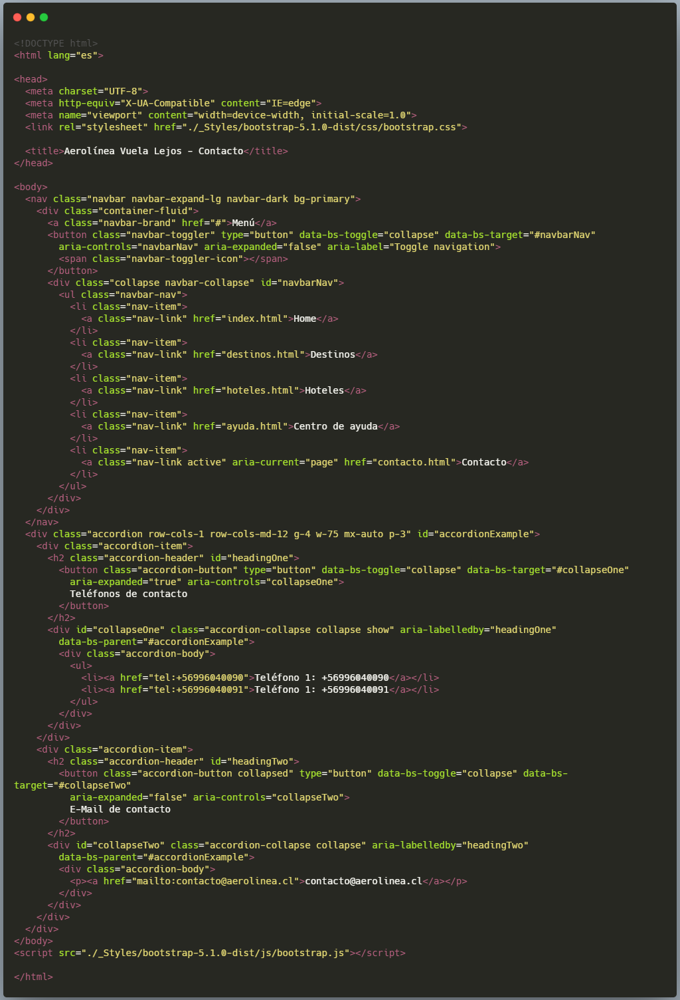 <!DOCTYPE html>
<html lang="es">

<head>
  <meta charset="UTF-8">
  <meta http-equiv="X-UA-Compatible" content="IE=edge">
  <meta name="viewport" content="width=device-width, initial-scale=1.0">
  <link rel="stylesheet" href="./_Styles/bootstrap-5.1.0-dist/css/bootstrap.css">

  <title>Aerolínea Vuela Lejos - Contacto</title>
</head>

<body>
  <nav class="navbar navbar-expand-lg navbar-dark bg-primary">
    <div class="container-fluid">
      <a class="navbar-brand" href="#">Menú</a>
      <button class="navbar-toggler" type="button" data-bs-toggle="collapse" data-bs-target="#navbarNav"
        aria-controls="navbarNav" aria-expanded="false" aria-label="Toggle navigation">
        <span class="navbar-toggler-icon"></span>
      </button>
      <div class="collapse navbar-collapse" id="navbarNav">
        <ul class="navbar-nav">
          <li class="nav-item">
            <a class="nav-link" href="index.html">Home</a>
          </li>
          <li class="nav-item">
            <a class="nav-link" href="destinos.html">Destinos</a>
          </li>
          <li class="nav-item">
            <a class="nav-link" href="hoteles.html">Hoteles</a>
          </li>
          <li class="nav-item">
            <a class="nav-link" href="ayuda.html">Centro de ayuda</a>
          </li>
          <li class="nav-item">
            <a class="nav-link active" aria-current="page" href="contacto.html">Contacto</a>
          </li>
        </ul>
      </div>
    </div>
  </nav>
  <div class="accordion row-cols-1 row-cols-md-12 g-4 w-75 mx-auto p-3" id="accordionExample">
    <div class="accordion-item">
      <h2 class="accordion-header" id="headingOne">
        <button class="accordion-button" type="button" data-bs-toggle="collapse" data-bs-target="#collapseOne"
          aria-expanded="true" aria-controls="collapseOne">
          Teléfonos de contacto
        </button>
      </h2>
      <div id="collapseOne" class="accordion-collapse collapse show" aria-labelledby="headingOne"
        data-bs-parent="#accordionExample">
        <div class="accordion-body">
          <ul>
            <li><a href="tel:+56996040090">Teléfono 1: +56996040090</a></li>
            <li><a href="tel:+56996040091">Teléfono 1: +56996040091</a></li>
          </ul>
        </div>
      </div>
    </div>
    <div class="accordion-item">
      <h2 class="accordion-header" id="headingTwo">
        <button class="accordion-button collapsed" type="button" data-bs-toggle="collapse" data-bs-
target="#collapseTwo"
          aria-expanded="false" aria-controls="collapseTwo">
          E-Mail de contacto
        </button>
      </h2>
      <div id="collapseTwo" class="accordion-collapse collapse" aria-labelledby="headingTwo"
        data-bs-parent="#accordionExample">
        <div class="accordion-body">
          <p><a href="mailto:contacto@aerolinea.cl">contacto@aerolinea.cl</a></p>
        </div>
      </div>
    </div>
  </div>
</body>
<script src="./_Styles/bootstrap-5.1.0-dist/js/bootstrap.js"></script>

</html>